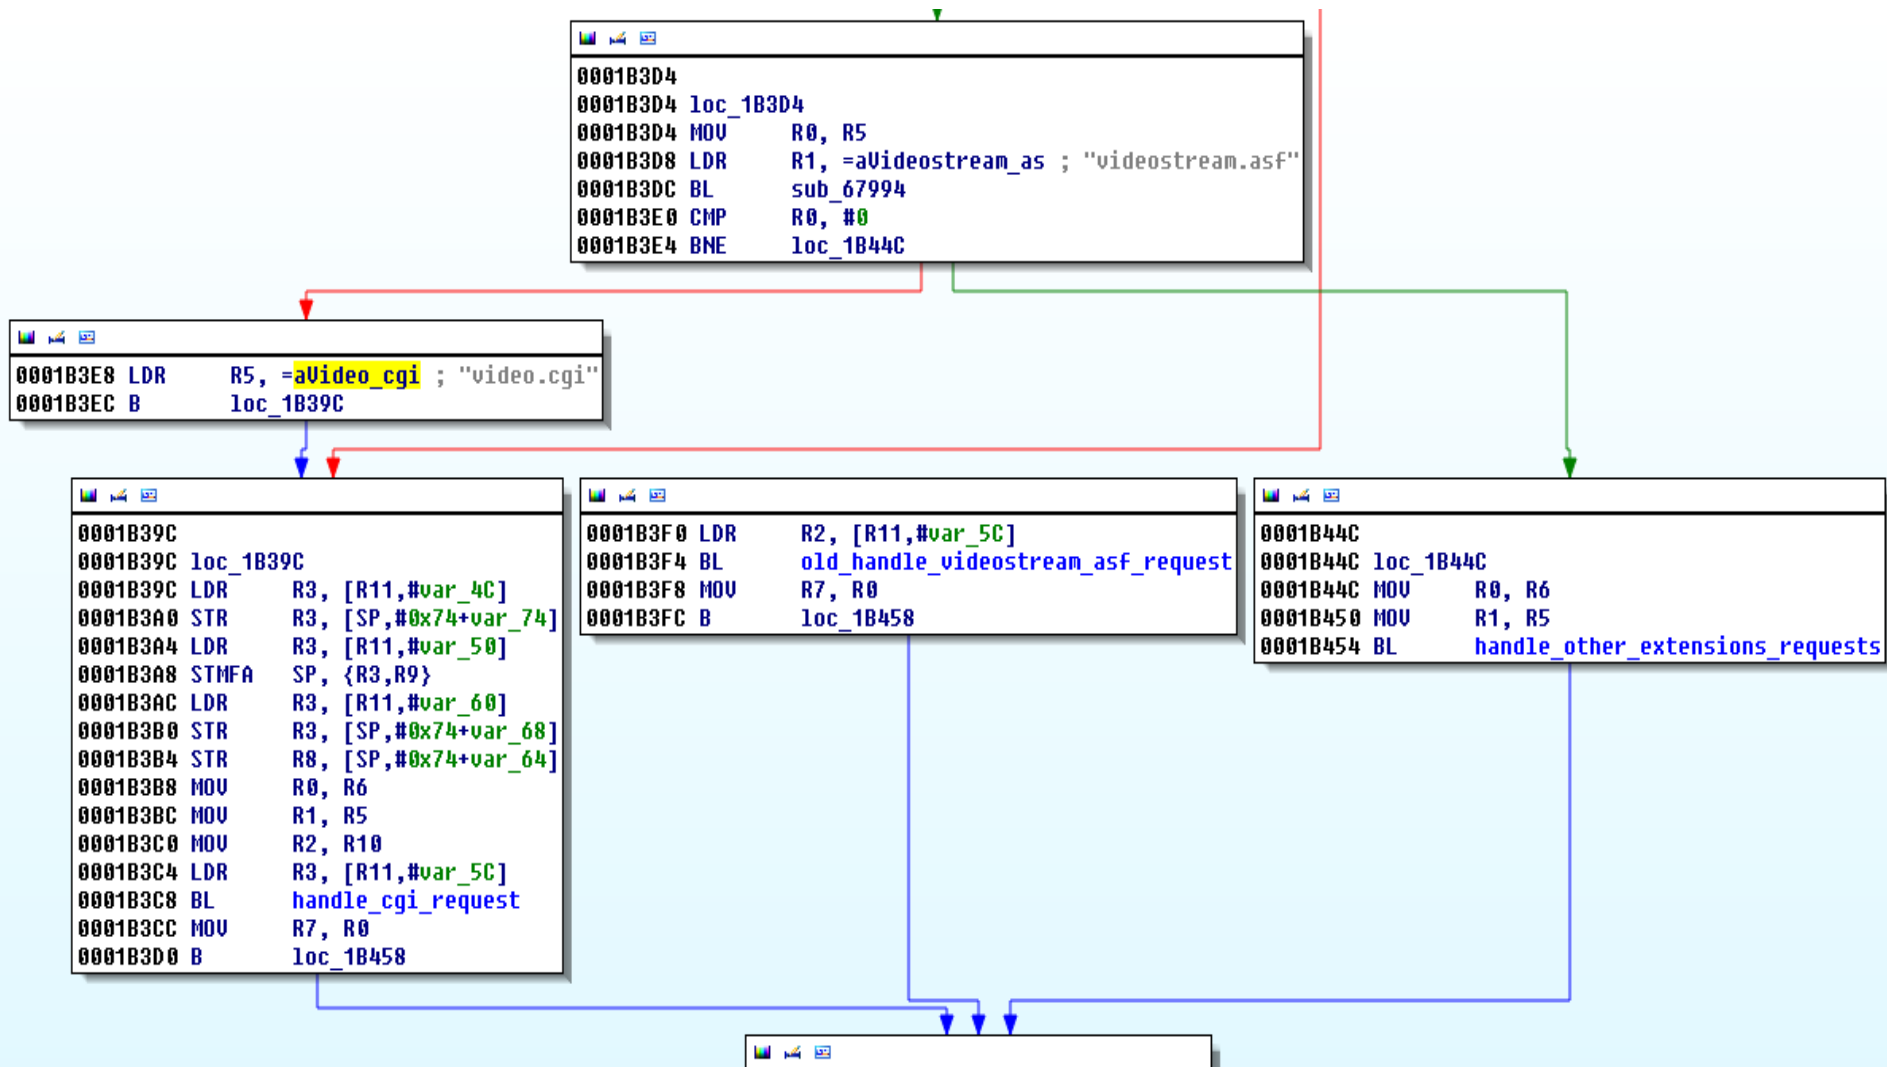 0001B3D4
0001B3D4 loc_1B3D4
0001B3D4 MOV R0, R5
0001B3D8 LDR R1, =aVideostream_as ; "videostream.asf"
0001B3DC BL sub_67994
0001B3E0 CMP R0, #0
0001B3E4 BNE loc_1B44C
0001B3E8 LDR R5, =aVideo_cgi ; "video.cgi"
0001B3EC B loc_1B39C
0001B39C
0001B39C loc_1B39C
0001B39C LDR R3, [R11,#var_4C]
0001B3A0 STR R3, [SP,#0x74+var_74]
0001B3A4 LDR R3, [R11,#var_50]
0001B3A8 STMFA SP, {R3,R9}
0001B3AC LDR R3, [R11,#var_60]
0001B3B0 STR R3, [SP,#0x74+var_68]
0001B3B4 STR R8, [SP,#0x74+var_64]
0001B3B8 MOV R0, R6
0001B3BC MOV R1, R5
0001B3C0 MOV R2, R10
0001B3C4 LDR R3, [R11,#var_5C]
0001B3C8 BL handle_cgi_request
0001B3CC MOV R7, R0
0001B3D0 B loc_1B458
0001B3F0 LDR R2, [R11,#var_5C]
0001B3F4 BL old_handle_videostream_asf_request
0001B3F8 MOV R7, R0
0001B3FC B loc_1B458
0001B44C
0001B44C loc_1B44C
0001B44C MOV R0, R6
0001B450 MOV R1, R5
0001B454 BL handle_other_extensions_requests